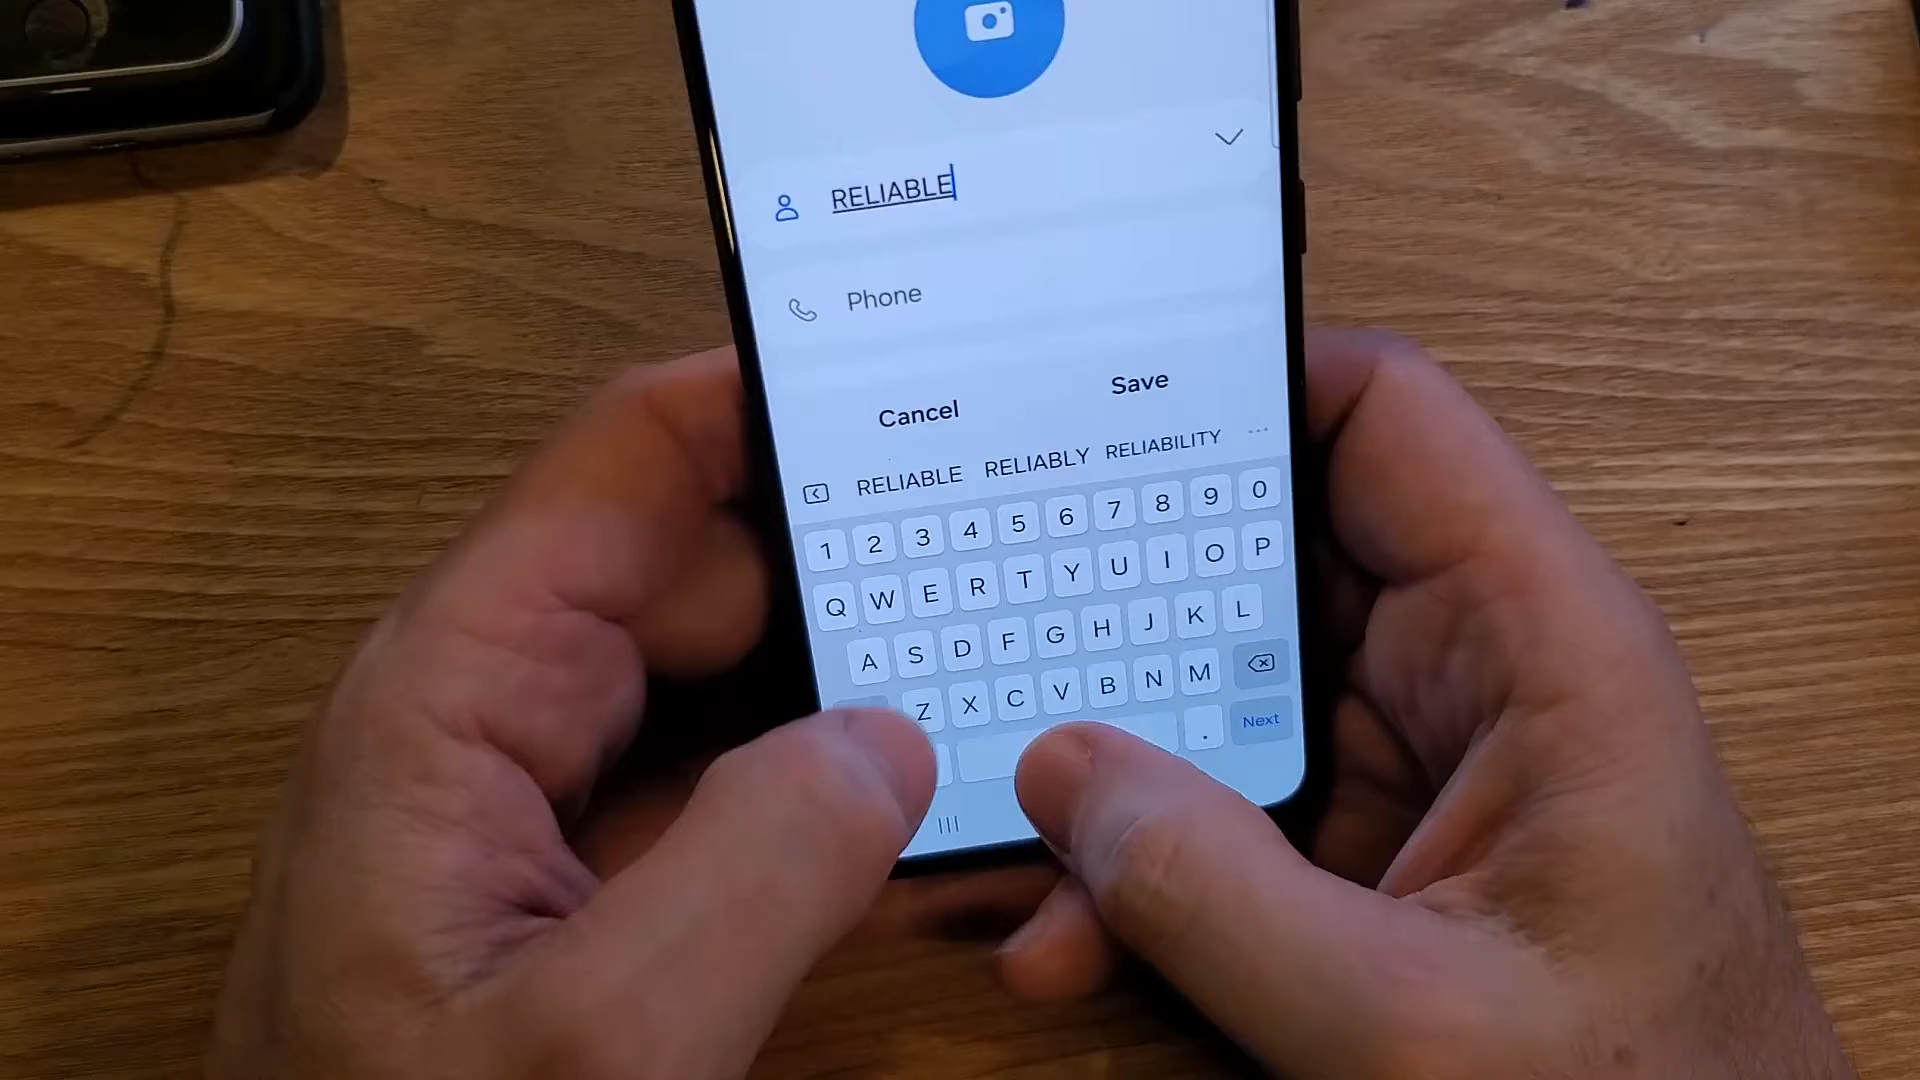 RELIABLE
Phone
Cancel Save
RELIABLE RELIABLY RELIABILITY ...
1 2 3 4 5 6 7 8 9 0
Q W E R T Y U I O P
A S D F G H J K L
Z X C V B N M
. Next